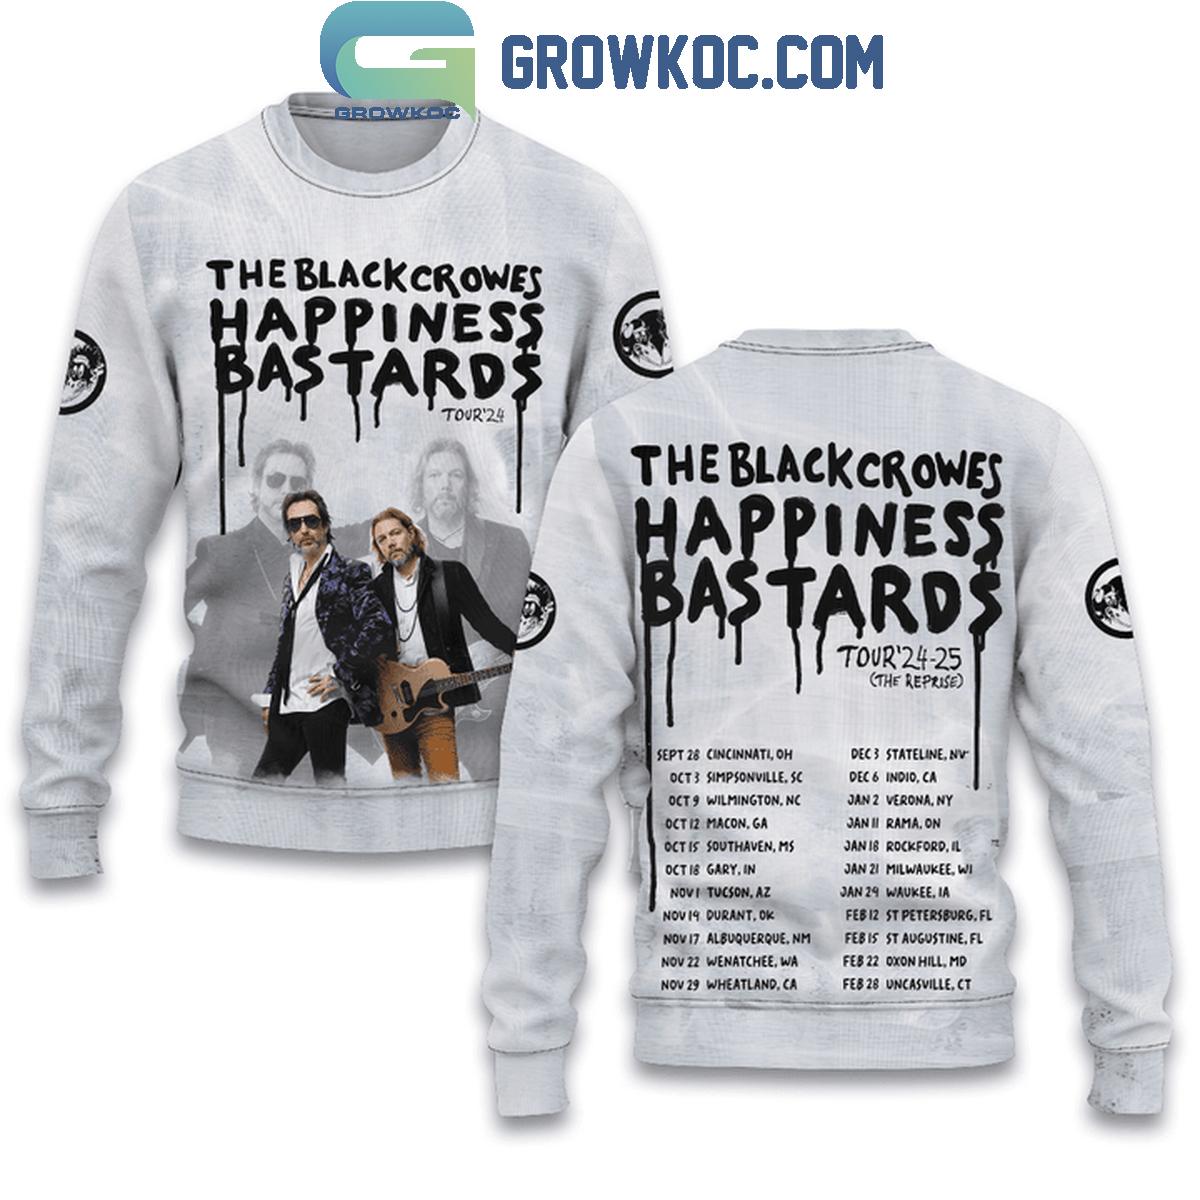 GROWKOC
GROWKOC.COM
THE BLACK CROWES
HAPPINESS
BASTARDS
TOUR'24
THE BLACK CROWES
HAPPINESS
BASTARDS
TOUR'24-25
(THE REPRISE)
SEPT 28 CINCINNATI, OH
OCT 3 SIMPSONVILLE, SC
OCT 9 WILMINGTON, NC
OCT 12 MACON, GA
OCT 15 SOUTHAVEN, MS
OCT 18 GARY, IN
NOV 1 TUCSON, AZ
NOV 14 DURANT, OK
NOV 17 ALBUQUERQUE, NM
NOV 22 WENATCHEE, WA
NOV 29 WHEATLAND, CA
DEC 3 STATELINE, NV
DEC 6 INDIO, CA
JAN 2 VERONA, NY
JAN 11 RAMA, ON
JAN 18 ROCKFORD, IL
JAN 21 MILWAUKEE, WI
JAN 24 WAUKEE, IA
FEB 12 ST PETERSBURG, FL
FEB 15 ST AUGUSTINE, FL
FEB 22 OXON HILL, MD
FEB 28 UNCASVILLE, CT